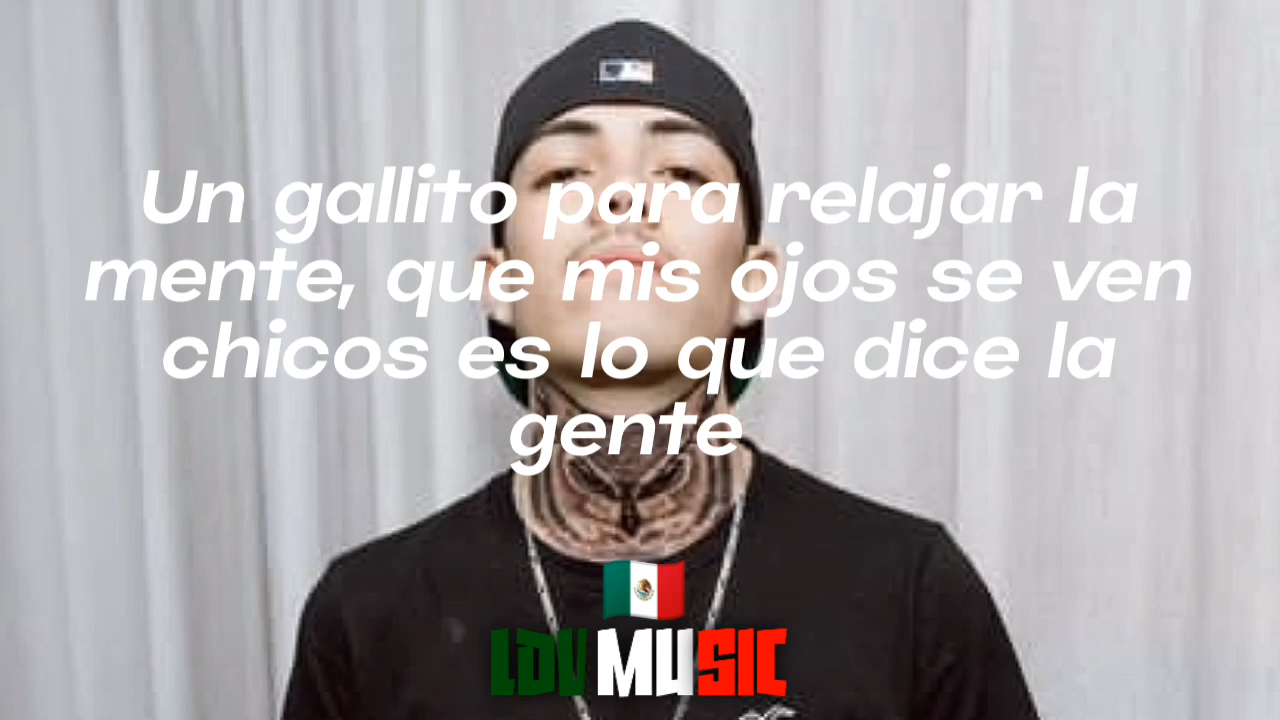 Un gallito para relajar la
mente, que mis ojos se ven
chicos es lo que dice la
gente
LDV MUSIC